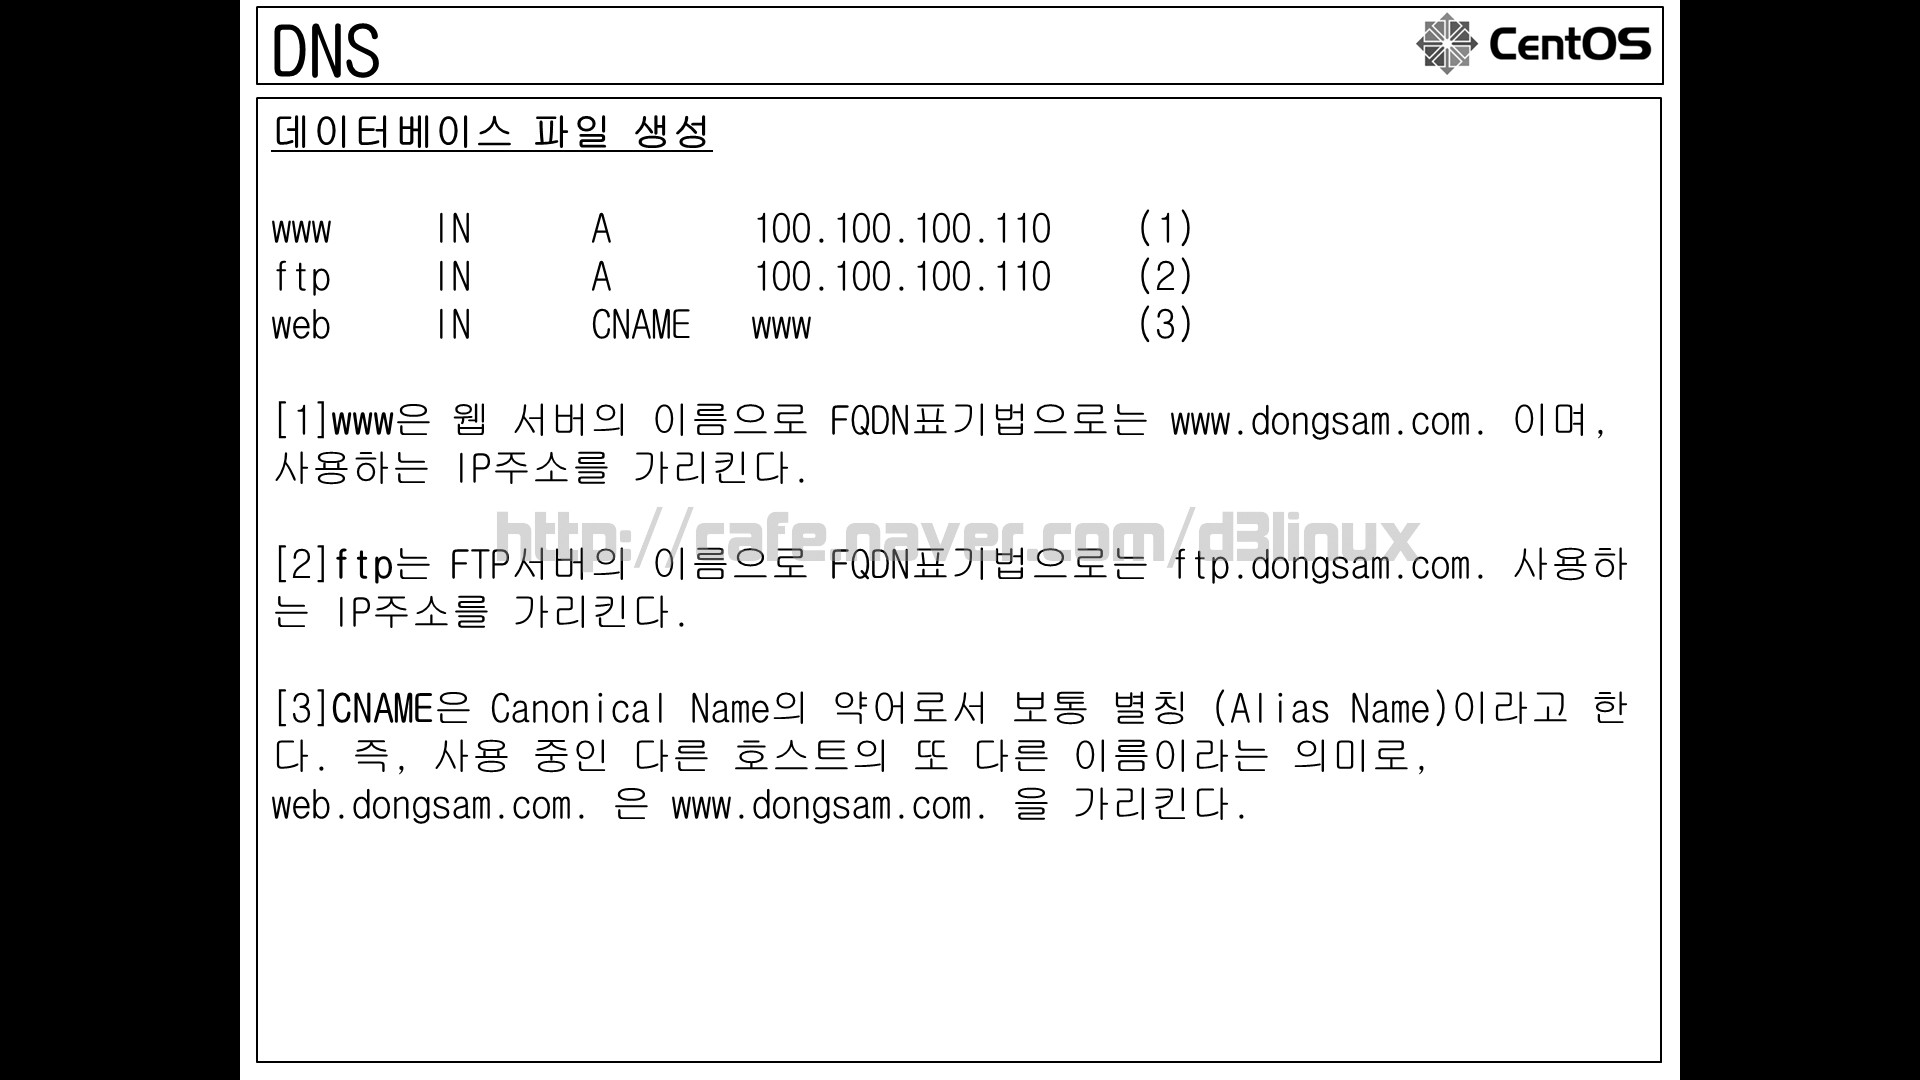 DNS
CentOS
데이터베이스 파일 생성
www IN A 100.100.100.110 (1)
ftp IN A 100.100.100.110 (2)
web IN CNAME www (3)
[1]www은 웹 서버의 이름으로 FQDN표기법으로는 www.dongsam.com. 이며,
사용하는 IP주소를 가리킨다.
http://cafe.naver.com/d3linux
[2]ftp는 FTP서버의 이름으로 FQDN표기법으로는 ftp.dongsam.com. 사용하
는 IP주소를 가리킨다.
[3]CNAME은 Canonical Name의 약어로서 보통 별칭 (Alias Name)이라고 한
다. 즉, 사용 중인 다른 호스트의 또 다른 이름이라는 의미로,
web.dongsam.com. 은 www.dongsam.com. 을 가리킨다.